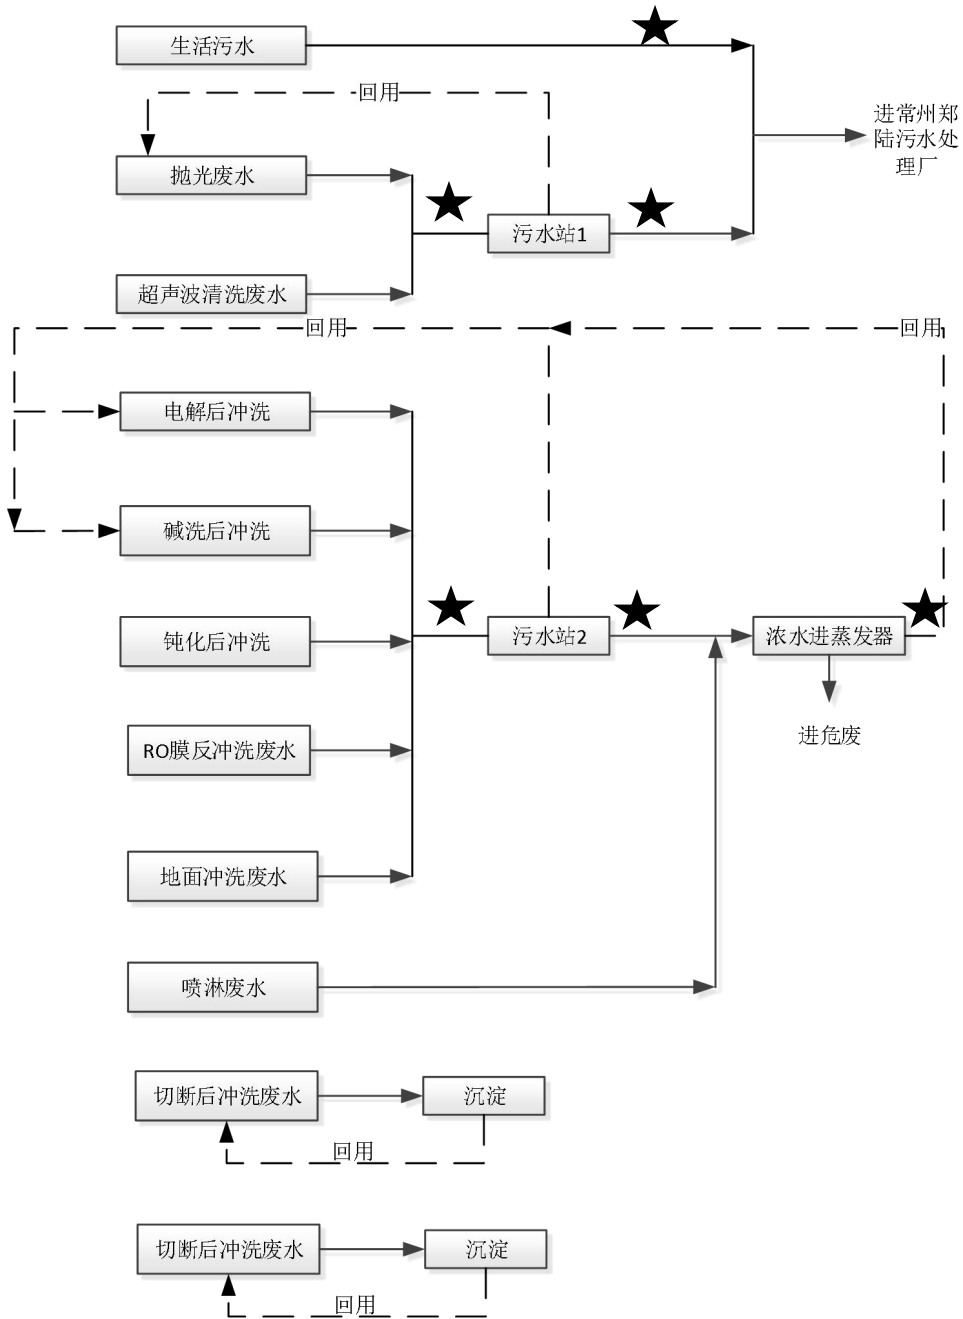 生活污水
回用
进常州郑
陆污水处
理厂
抛光废水
污水站1
超声波清洗废水
回用
回用
电解后冲洗
碱洗后冲洗
钝化后冲洗
污水站2
浓水进蒸发器
进危废
RO膜反冲洗废水
地面冲洗废水
喷淋废水
切断后冲洗废水
沉淀
回用
切断后冲洗废水
沉淀
回用